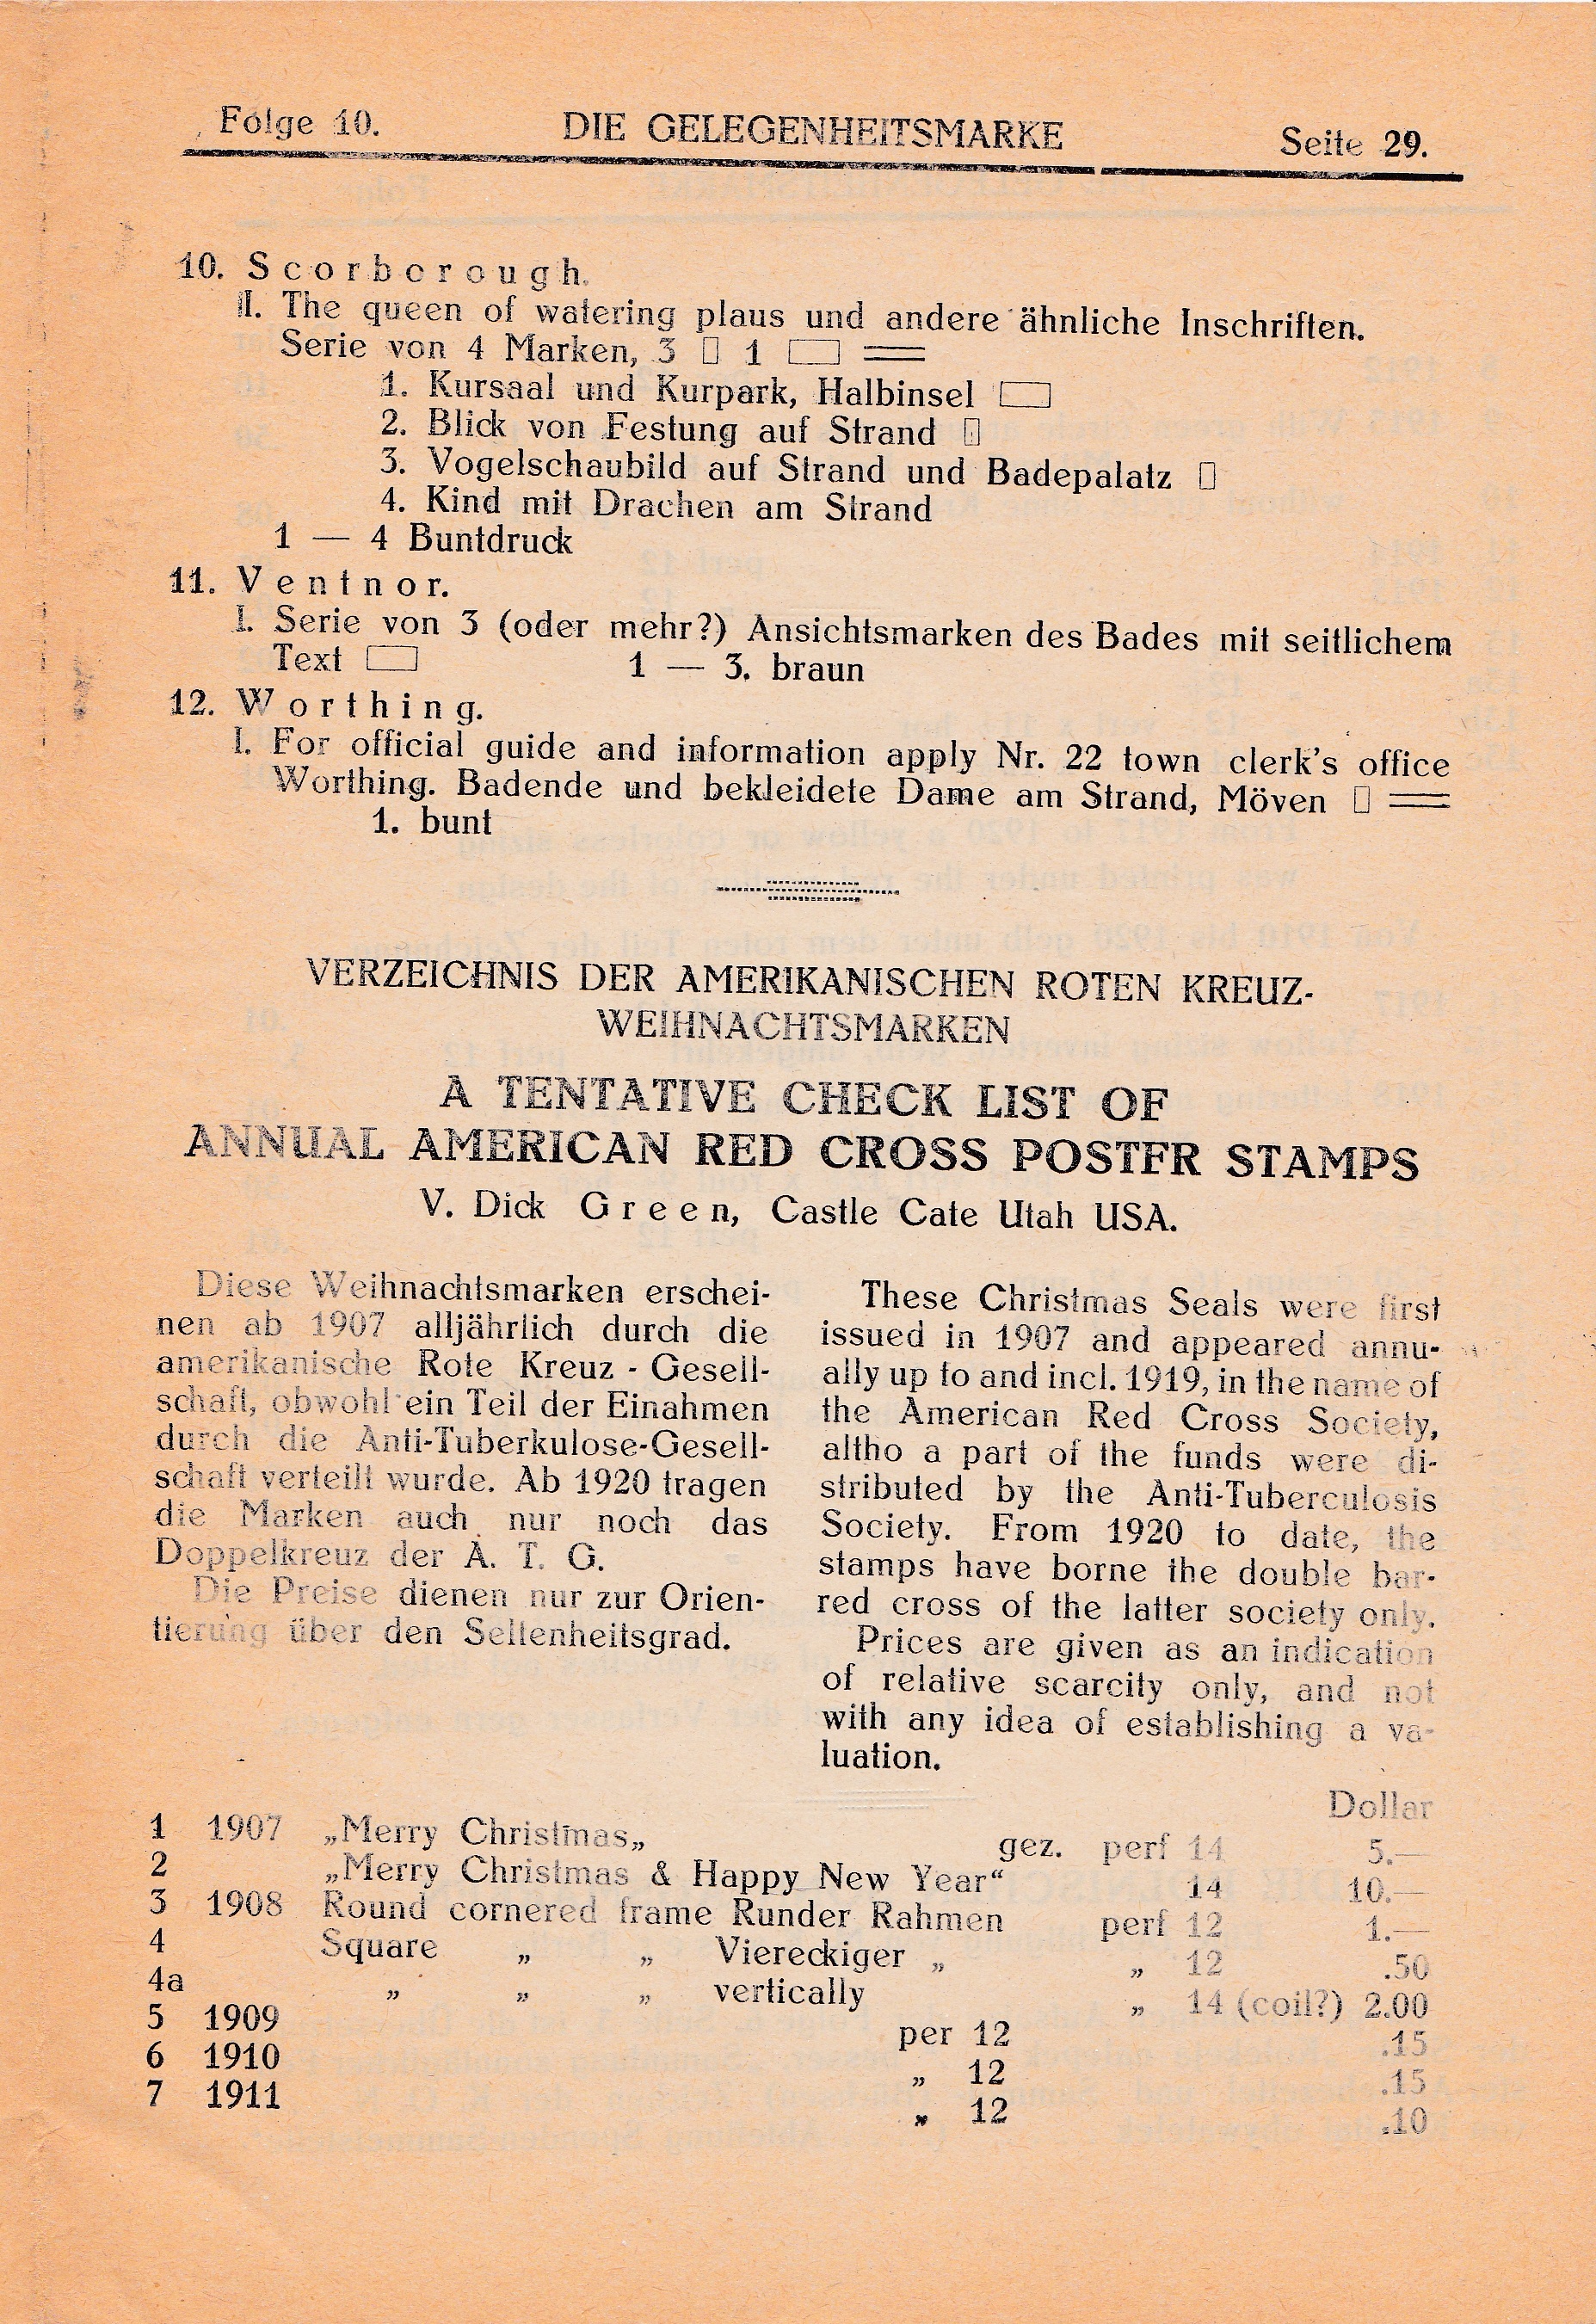 Folge 10. DIE GELEGENHEITSMARKE Seite 29.
10. Scorborough.
II. The queen of watering plaus und andere ähnliche Inschriften.
Serie von 4 Marken, 3 ▯ 1 ▭ ═
1. Kursaal und Kurpark, Halbinsel ▭
2. Blick von Festung auf Strand ▯
3. Vogelschaubild auf Strand und Badepalatz ▯
4. Kind mit Drachen am Strand
1 — 4 Buntdruck
11. Ventnor.
I. Serie von 3 (oder mehr?) Ansichtsmarken des Bades mit seitlichem
Text ▭ 1 — 3. braun
12. Worthing.
I. For official guide and information apply Nr. 22 town clerk's office
Worthing. Badende und bekleidete Dame am Strand, Möven ▯ ═
1. bunt
VERZEICHNIS DER AMERIKANISCHEN ROTEN KREUZ-
WEIHNACHTSMARKEN
A TENTATIVE CHECK LIST OF
ANNUAL AMERICAN RED CROSS POSTFR STAMPS
V. Dick Green, Castle Cate Utah USA.
Diese Weihnachtsmarken erschei-
nen ab 1907 alljährlich durch die
amerikanische Rote Kreuz - Gesell-
schaft, obwohl ein Teil der Einahmen
durch die Anti-Tuberkulose-Gesell-
schaft verteilt wurde. Ab 1920 tragen
die Marken auch nur noch das
Doppelkreuz der A. T. G.
Die Preise dienen nur zur Orien-
tierung über den Seltenheitsgrad.
These Christmas Seals were first
issued in 1907 and appeared annu-
ally up to and incl. 1919, in the name of
the American Red Cross Society,
altho a part of the funds were di-
stributed by the Anti-Tuberculosis
Society. From 1920 to date, the
stamps have borne the double bar-
red cross of the latter society only.
Prices are given as an indication
of relative scarcity only, and not
with any idea of establishing a va-
luation.
Dollar
1 1907 „Merry Christmas„ gez. perf 14 5.—
2 „Merry Christmas & Happy New Year“ 14 10.—
3 1908 Round cornered frame Runder Rahmen perf 12 1.—
4 Square „ „ Viereckiger „ „ 12 .50
4a „ „ „ vertically „ 14 (coil?) 2.00
5 1909 per 12 .15
6 1910 „ 12 .15
7 1911 „ 12 .10